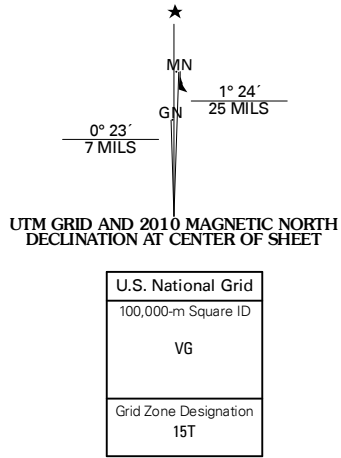 MN
1° 24´
25 MILS
GN
0° 23´
7 MILS
UTM GRID AND 2010 MAGNETIC NORTH
DECLINATION AT CENTER OF SHEET
U.S. National Grid
100,000-m Square ID
VG
Grid Zone Designation
15T